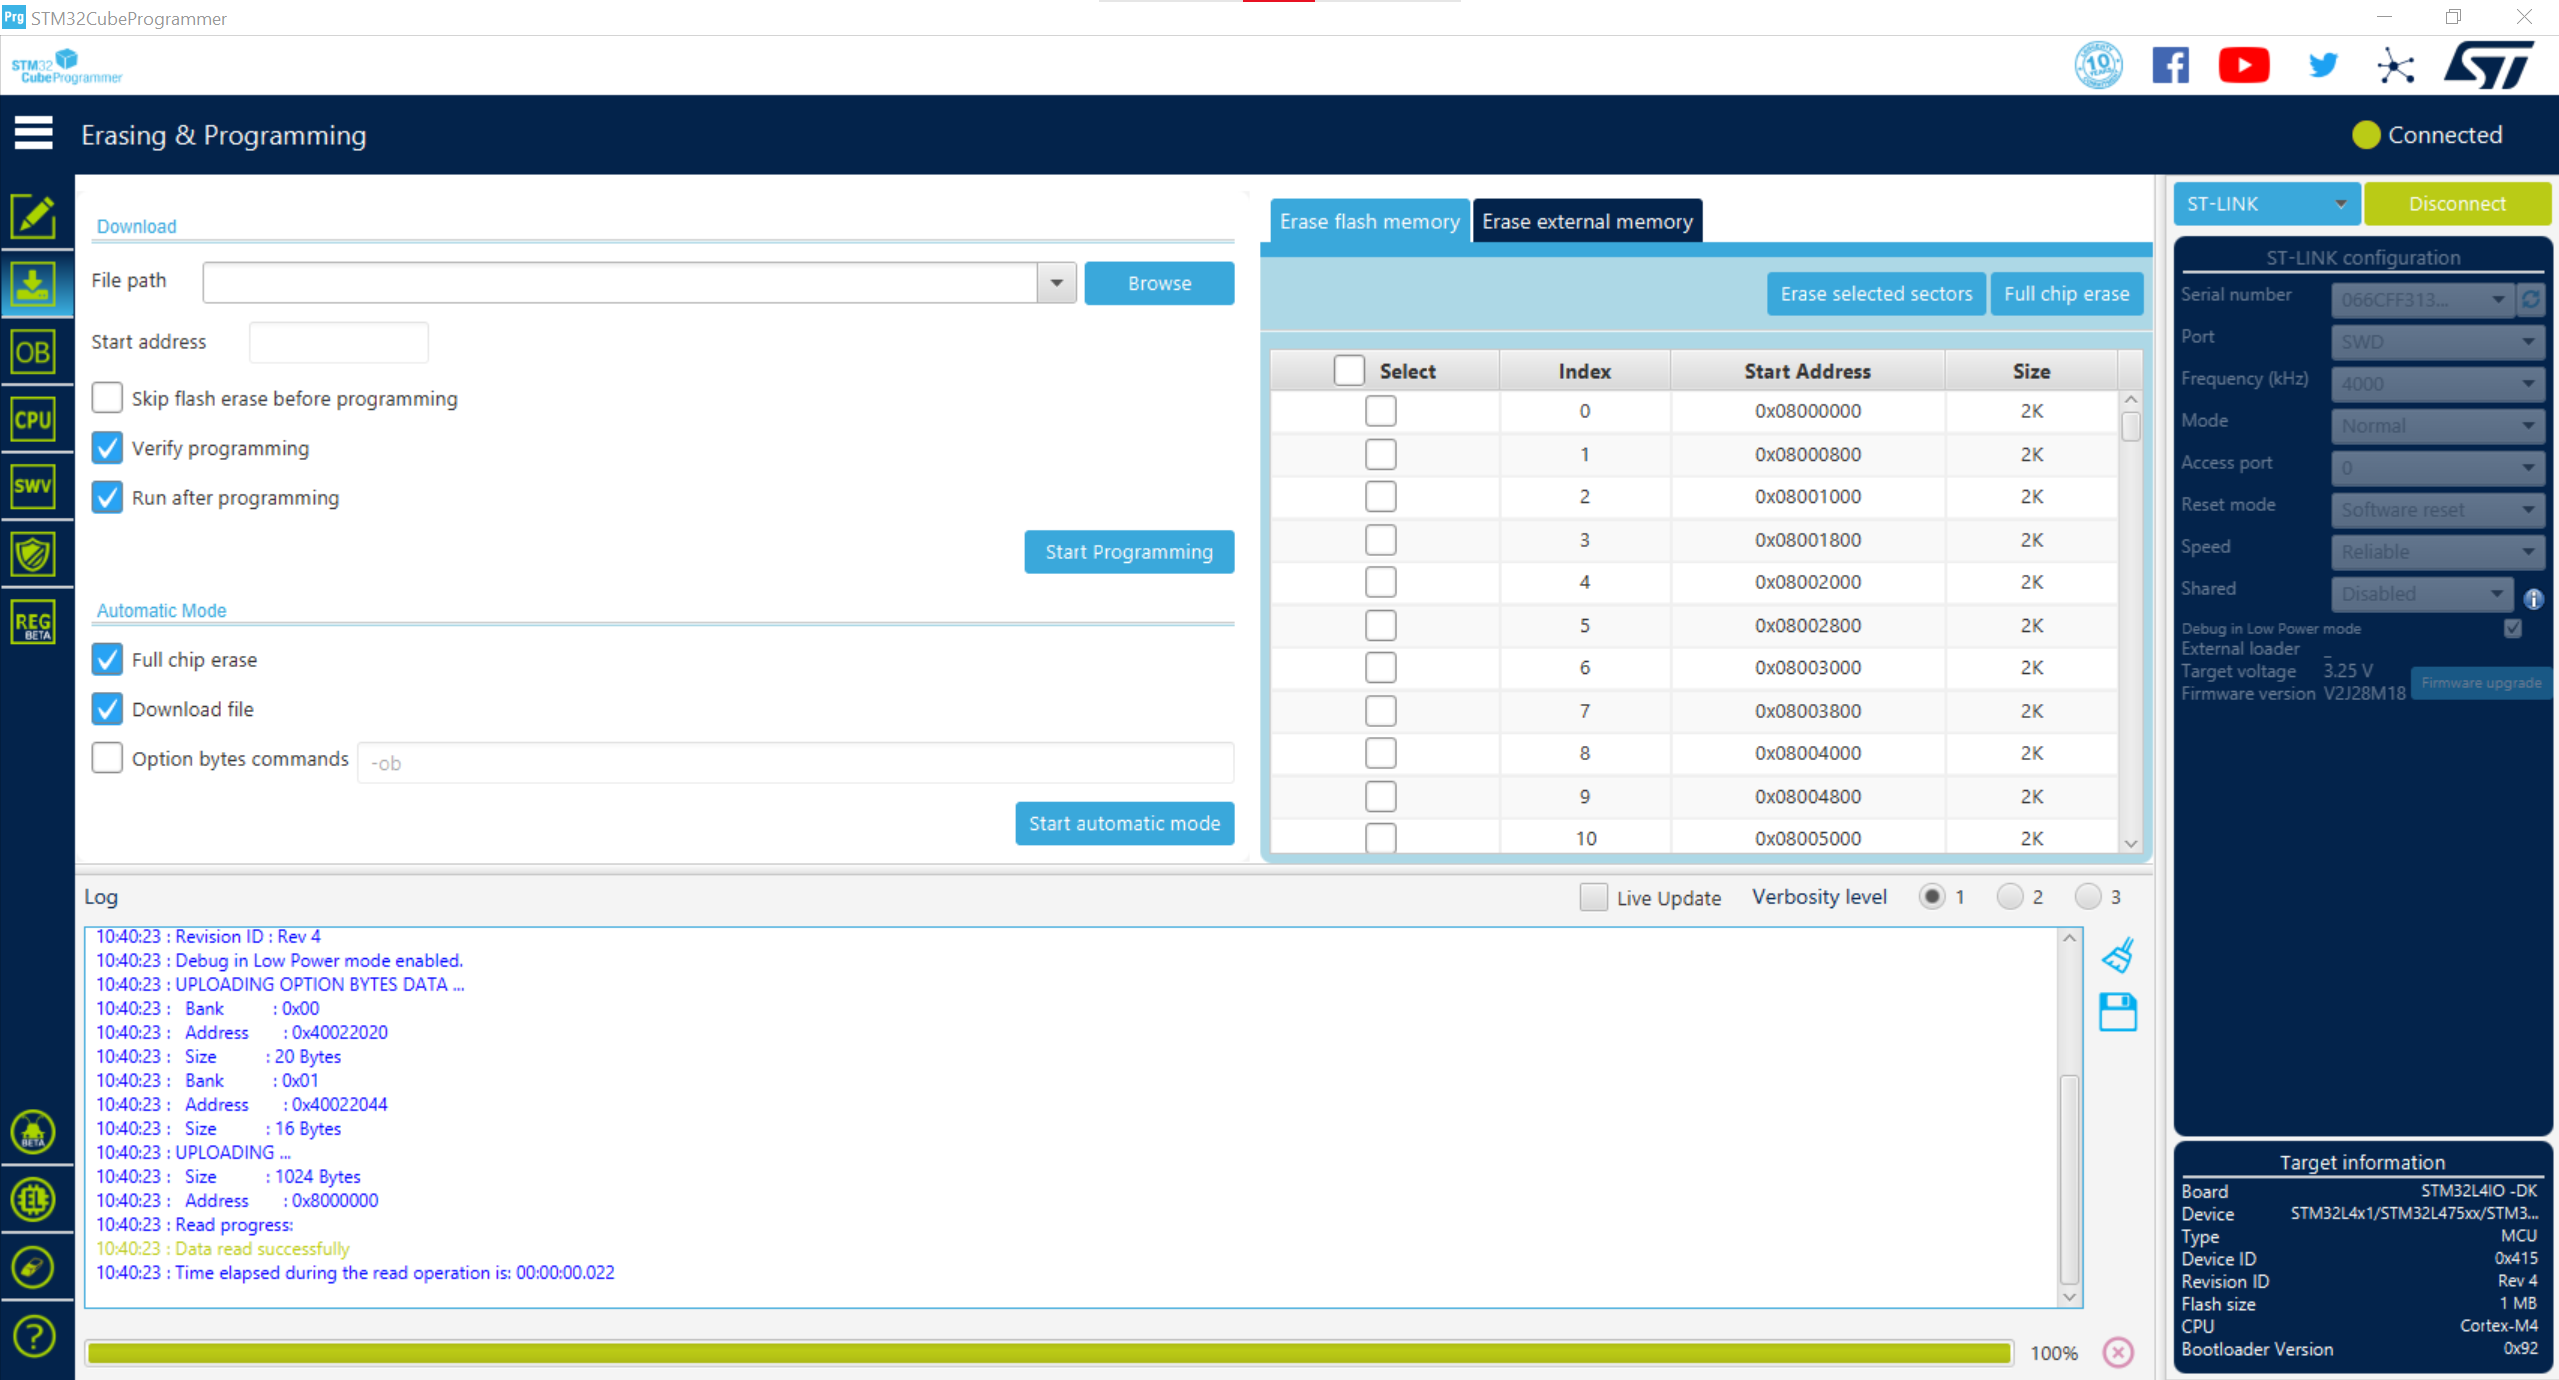 Prg STM32CubeProgrammer
STM32
CubeProgrammer
LONGEVITY 10 YEARS COMMITMENT
ST
Erasing & Programming
Connected
Download
File path
Browse
Start address
Skip flash erase before programming
Verify programming
Run after programming
Start Programming
Automatic Mode
Full chip erase
Download file
Option bytes commands -ob
Start automatic mode
OB
CPU
SWV
REG
BETA
BETA
EL
?
Erase flash memory Erase external memory
Erase selected sectors Full chip erase
Select Index Start Address Size
0 0x08000000 2K
1 0x08000800 2K
2 0x08001000 2K
3 0x08001800 2K
4 0x08002000 2K
5 0x08002800 2K
6 0x08003000 2K
7 0x08003800 2K
8 0x08004000 2K
9 0x08004800 2K
10 0x08005000 2K
Log
Live Update Verbosity level 1 2 3
10:40:23 : Revision ID : Rev 4
10:40:23 : Debug in Low Power mode enabled.
10:40:23 : UPLOADING OPTION BYTES DATA ...
10:40:23 : Bank : 0x00
10:40:23 : Address : 0x40022020
10:40:23 : Size : 20 Bytes
10:40:23 : Bank : 0x01
10:40:23 : Address : 0x40022044
10:40:23 : Size : 16 Bytes
10:40:23 : UPLOADING ...
10:40:23 : Size : 1024 Bytes
10:40:23 : Address : 0x8000000
10:40:23 : Read progress:
10:40:23 : Data read successfully
10:40:23 : Time elapsed during the read operation is: 00:00:00.022
100%
ST-LINK Disconnect
ST-LINK configuration
Serial number 066CFF313...
Port SWD
Frequency (kHz) 4000
Mode Normal
Access port 0
Reset mode Software reset
Speed Reliable
Shared Disabled
Debug in Low Power mode
External loader _
Target voltage 3.25 V
Firmware version V2J28M18 Firmware upgrade
Target information
Board STM32L4IO -DK
Device STM32L4x1/STM32L475xx/STM3...
Type MCU
Device ID 0x415
Revision ID Rev 4
Flash size 1 MB
CPU Cortex-M4
Bootloader Version 0x92